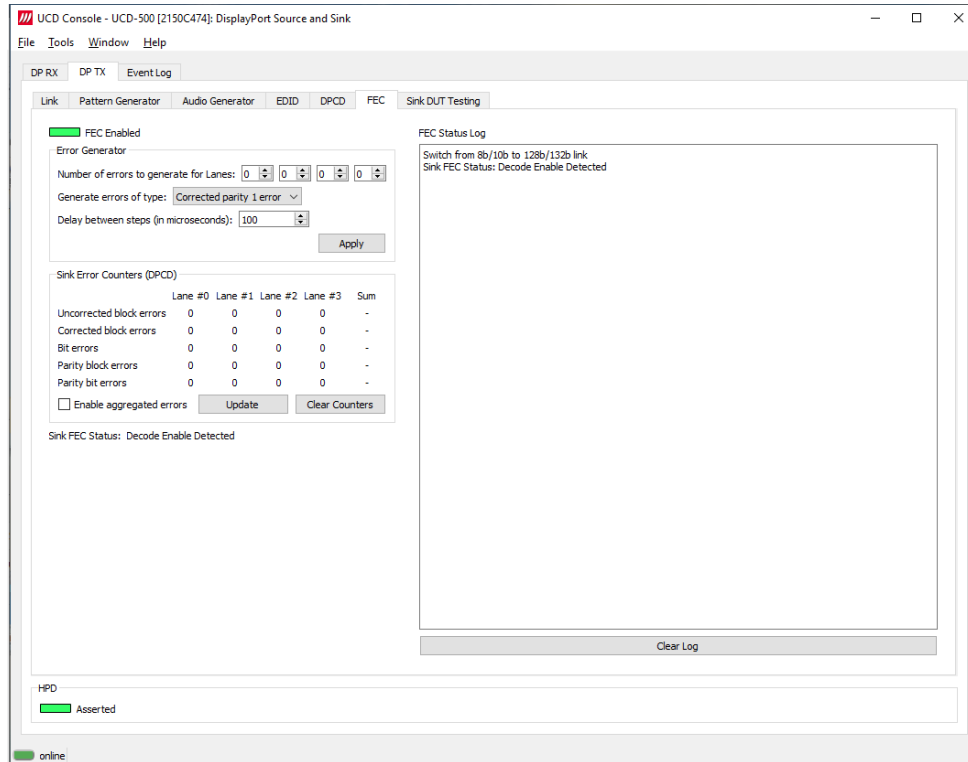 UCD Console - UCD-500 [2150C474]: DisplayPort Source and Sink
File Tools Window Help
DP RX DP TX Event Log
Link Pattern Generator Audio Generator EDID DPCD FEC Sink DUT Testing
FEC Enabled
Error Generator
Number of errors to generate for Lanes: 0 0 0 0
Generate errors of type: Corrected parity 1 error
Delay between steps (in microseconds): 100
Apply
Sink Error Counters (DPCD)
Lane #0 Lane #1 Lane #2 Lane #3 Sum
Uncorrected block errors 0 0 0 0 -
Corrected block errors 0 0 0 0 -
Bit errors 0 0 0 0 -
Parity block errors 0 0 0 0 -
Parity bit errors 0 0 0 0 -
Enable aggregated errors Update Clear Counters
Sink FEC Status: Decode Enable Detected
FEC Status Log
Switch from 8b/10b to 128b/132b link
Sink FEC Status: Decode Enable Detected
Clear Log
HPD
Asserted
online